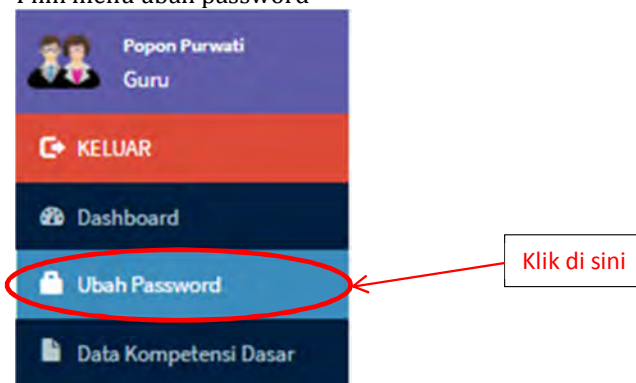 Pilih menu ubah password
Popon Purwati
Guru
KELUAR
Dashboard
Ubah Password
Klik di sini
Data Kompetensi Dasar